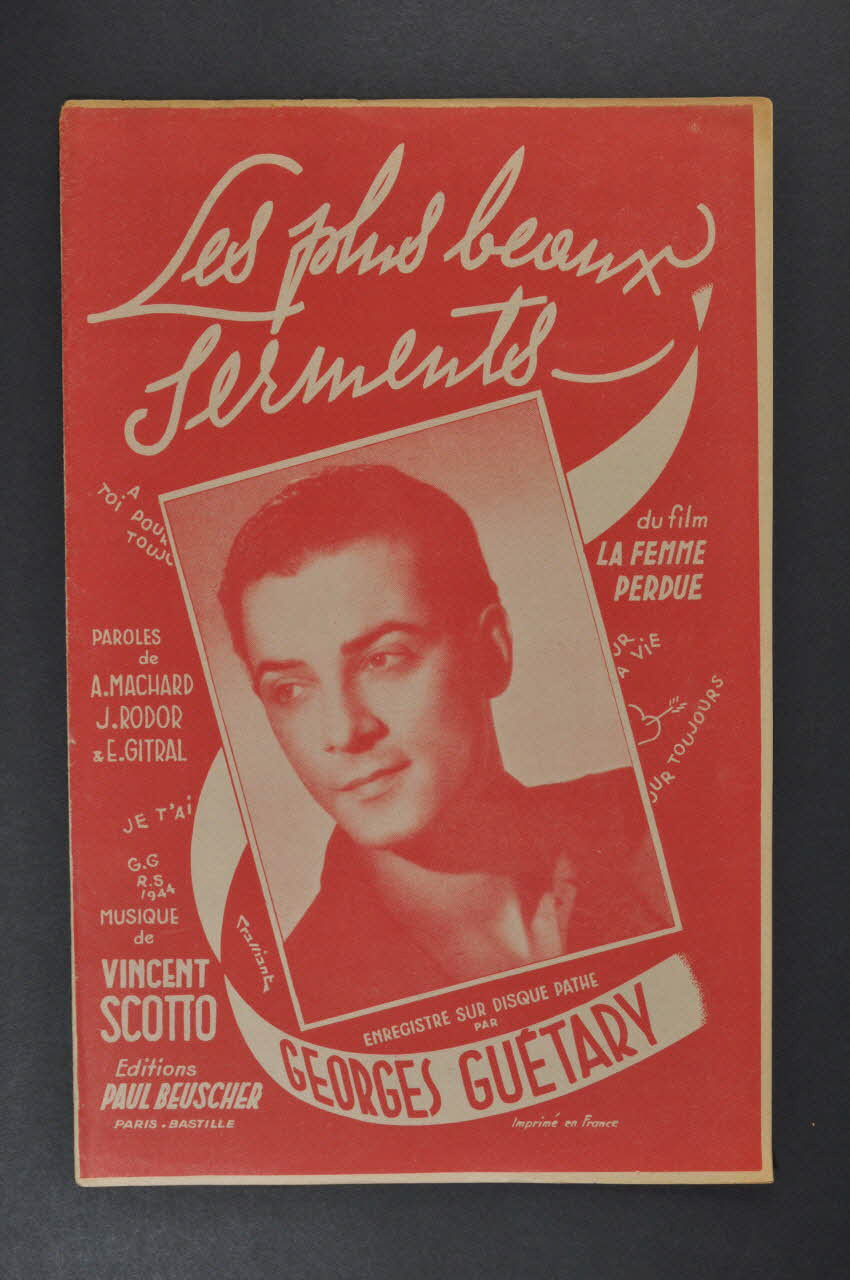 Les plus beaux
serments
A
TOI POUR
TOUJO
du film
LA FEMME
PERDUE
PAROLES
de
A. MACHARD
J. RODOR
& E. GITRAL
UR
A VIE
UR TOUJOURS
JE T'AI
G.G
R.S
1944
MUSIQUE
de
VINCENT
SCOTTO
ENREGISTRE SUR DISQUE PATHE
PAR
GEORGES GUÉTARY
Editions
PAUL BEUSCHER
PARIS - BASTILLE
Imprimé en France